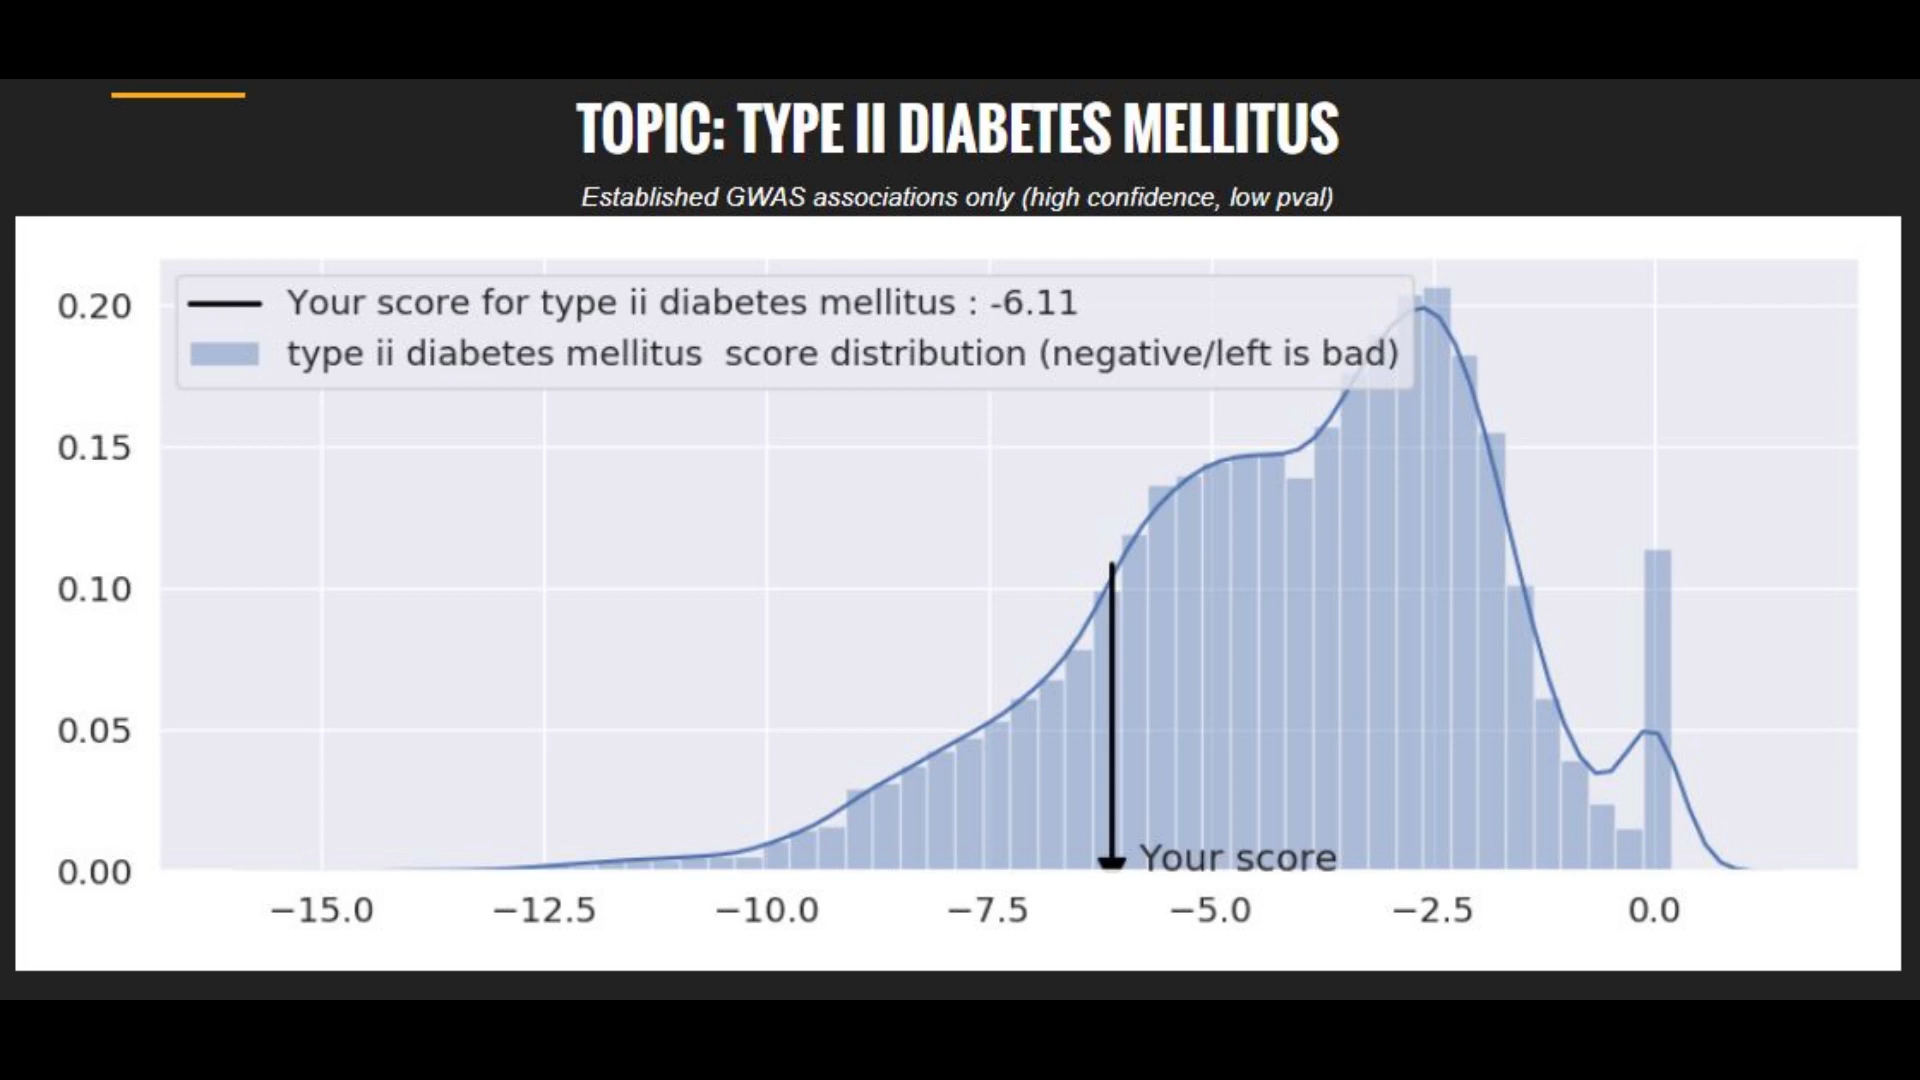 TOPIC: TYPE II DIABETES MELLITUS
Established GWAS associations only (high confidence, low pval)
Your score for type ii diabetes mellitus : -6.11
type ii diabetes mellitus  score distribution (negative/left is bad)
0.20
0.15
0.10
0.05
0.00
Your score
−15.0 −12.5 −10.0 −7.5 −5.0 −2.5 0.0